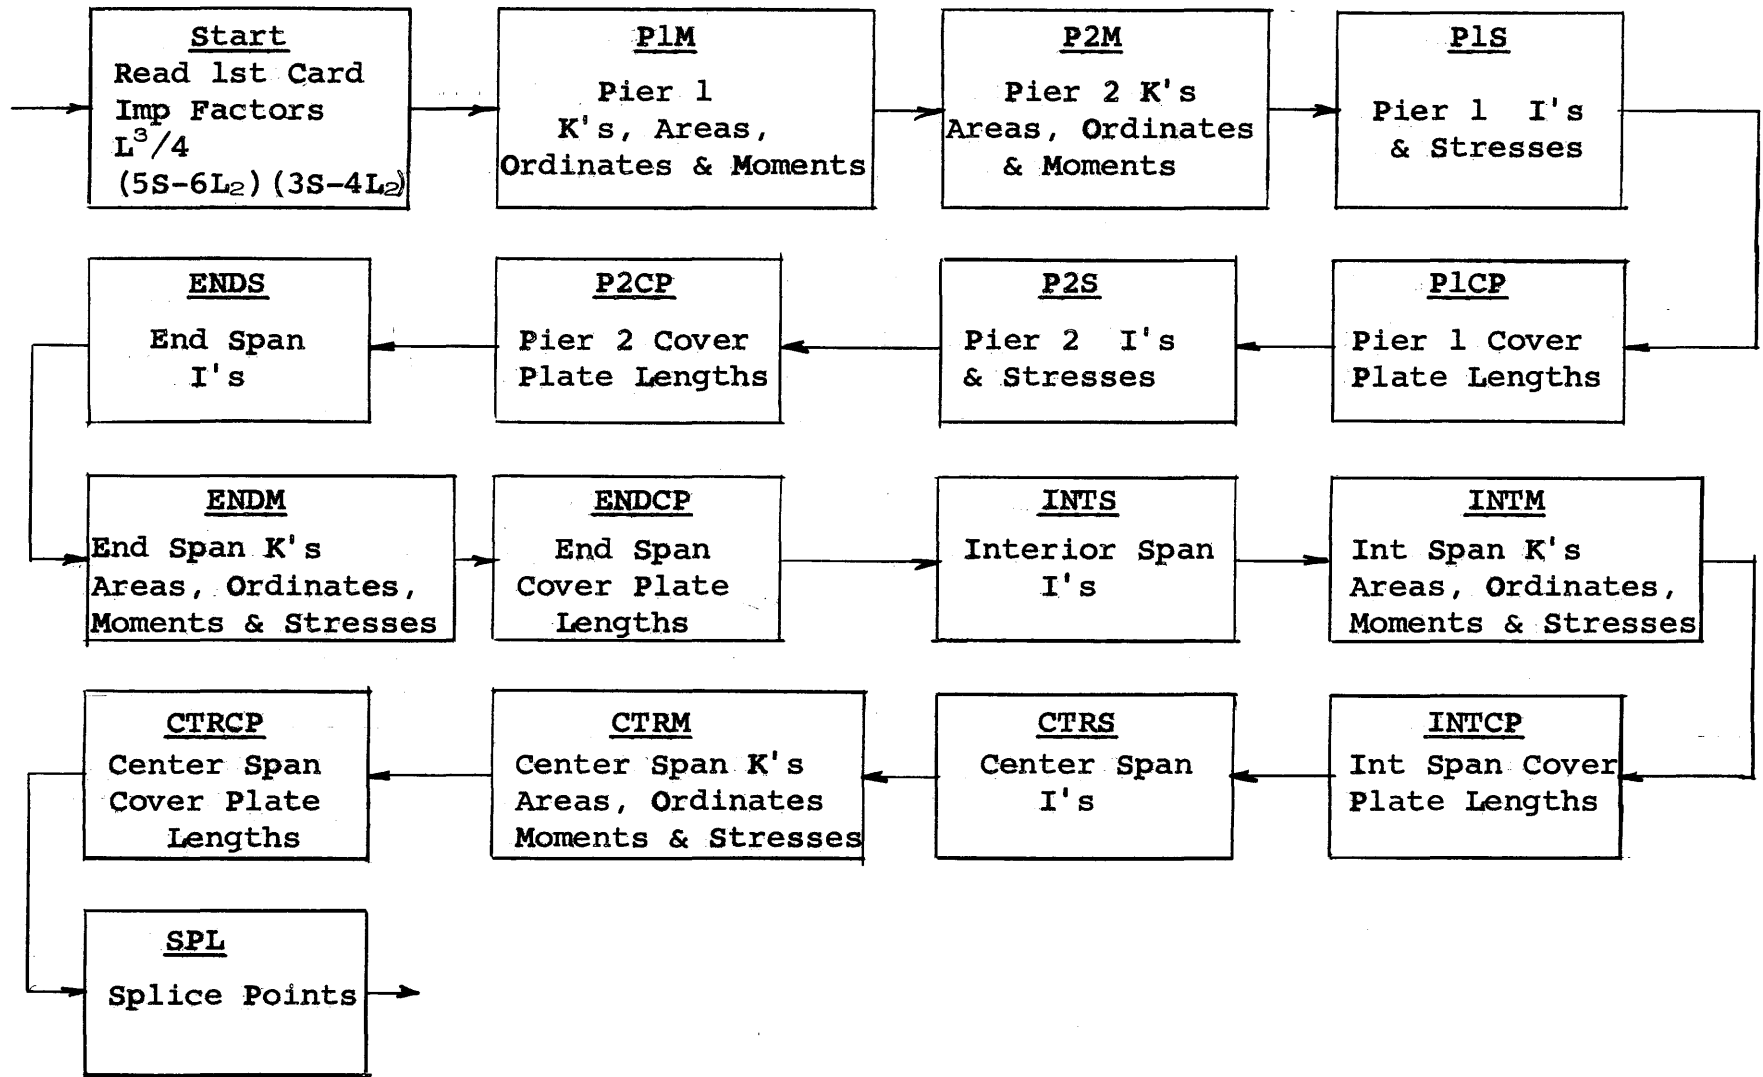 Start
Read 1st Card
Imp Factors
L³/4
(5S-6L₂)(3S-4L₂)
P1M
Pier 1
K's, Areas,
Ordinates & Moments
P2M
Pier 2 K's
Areas, Ordinates
& Moments
P1S
Pier 1 I's
& Stresses
P1CP
Pier 1 Cover
Plate Lengths
P2S
Pier 2 I's
& Stresses
P2CP
Pier 2 Cover
Plate Lengths
ENDS
End Span
I's
ENDM
End Span K's
Areas, Ordinates,
Moments & Stresses
ENDCP
End Span
Cover Plate
Lengths
INTS
Interior Span
I's
INTM
Int Span K's
Areas, Ordinates,
Moments & Stresses
INTCP
Int Span Cover
Plate Lengths
CTRS
Center Span
I's
CTRM
Center Span K's
Areas, Ordinates
Moments & Stresses
CTRCP
Center Span
Cover Plate
Lengths
SPL
Splice Points